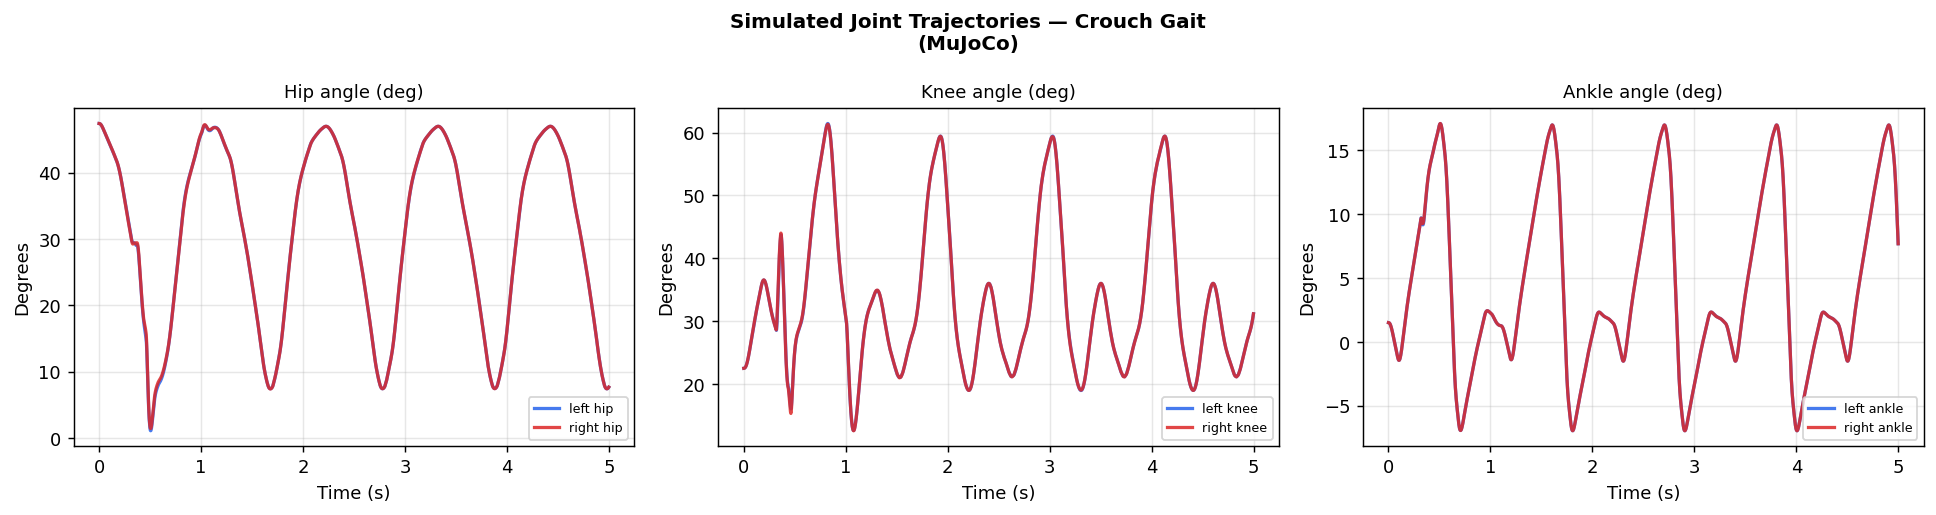 Simulated Joint Trajectories — Crouch Gait
(MuJoCo)
Hip angle (deg)
Degrees
40
30
20
10
0
0 1 2 3 4 5
Time (s)
left hip
right hip
Knee angle (deg)
Degrees
60
50
40
30
20
0 1 2 3 4 5
Time (s)
left knee
right knee
Ankle angle (deg)
Degrees
15
10
5
0
−5
0 1 2 3 4 5
Time (s)
left ankle
right ankle